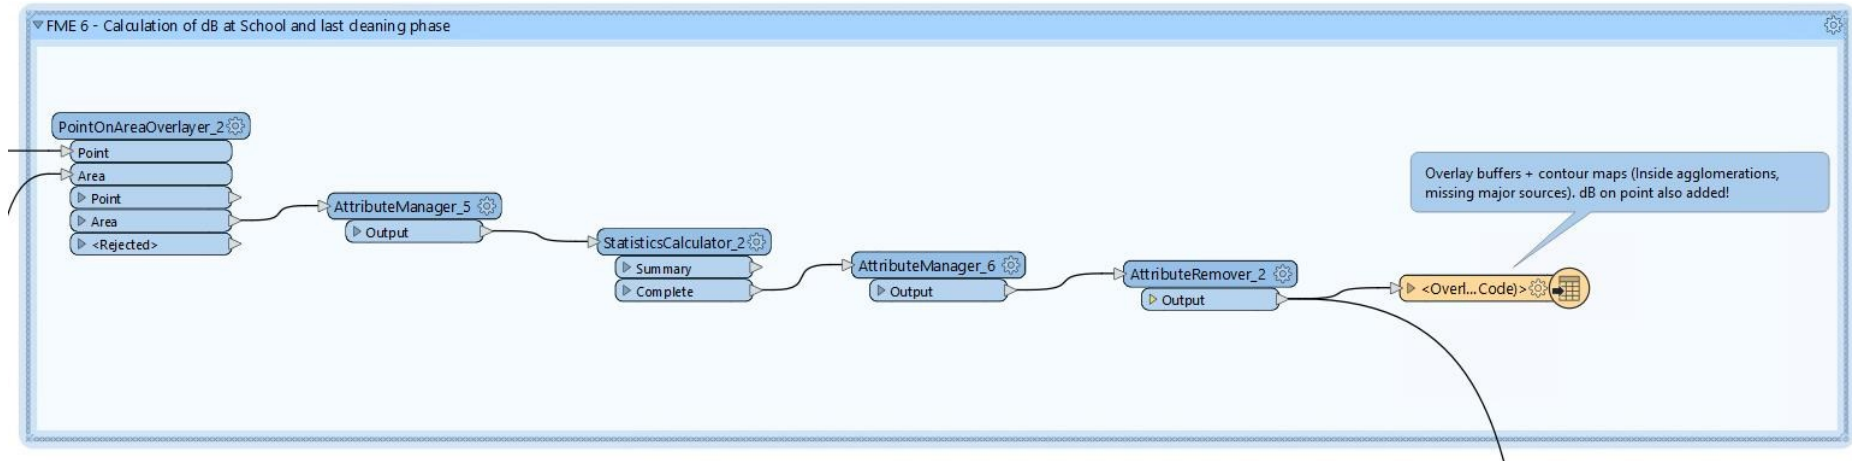 FME 6 - Calculation of dB at School and last cleaning phase
PointOnAreaOverlayer_2
Point
Area
Point
Area
<Rejected>
AttributeManager_5
Output
StatisticsCalculator_2
Summary
Complete
AttributeManager_6
Output
AttributeRemover_2
Output
Overlay buffers + contour maps (Inside agglomerations,
missing major sources). dB on point also added!
<Overl...Code)>